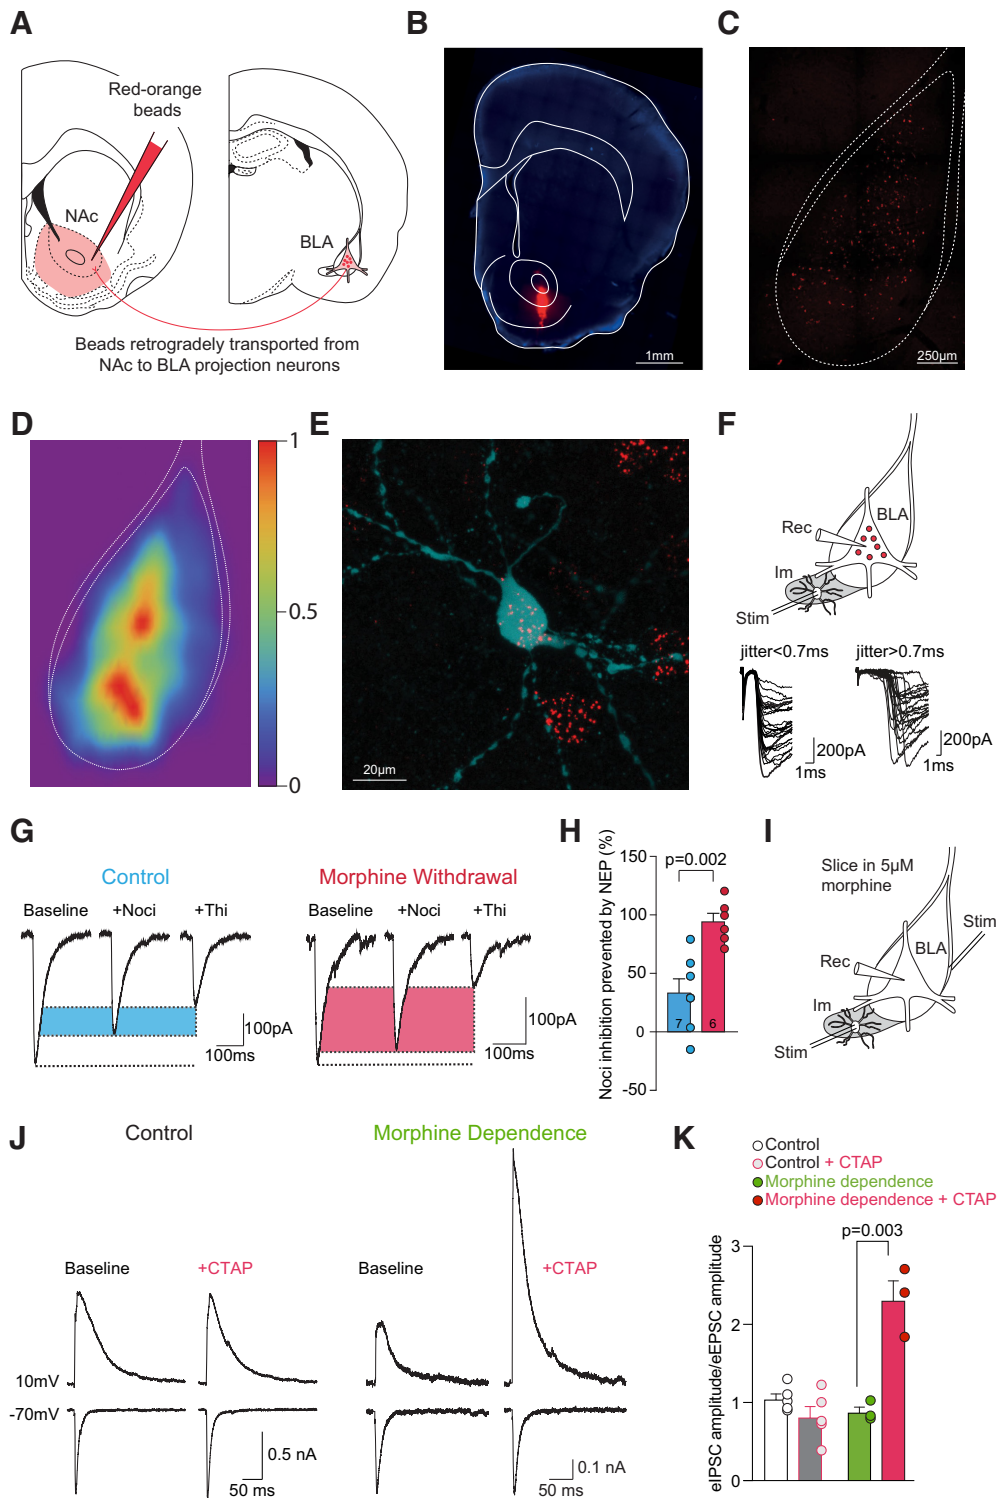 A
Red-orange
beads
NAc
BLA
Beads retrogradely transported from
NAc to BLA projection neurons
B
1mm
C
250µm
D
1
0.5
0
E
20µm
F
BLA
Rec
Im
Stim
jitter<0.7ms
jitter>0.7ms
200pA
1ms
200pA
1ms
G
Control
Baseline
+Noci
+Thi
100pA
100ms
Morphine Withdrawal
Baseline
+Noci
+Thi
100pA
100ms
H
Noci inhibition prevented by NEP (%)
150
100
50
0
-50
p=0.002
7
6
I
Slice in 5µM
morphine
Stim
BLA
Rec
Im
Stim
J
Control
Morphine Dependence
Baseline
+CTAP
Baseline
+CTAP
10mV
-70mV
0.5 nA
50 ms
0.1 nA
50 ms
K
Control
Control + CTAP
Morphine dependence
Morphine dependence + CTAP
p=0.003
eIPSC amplitude/eEPSC amplitude
3
2
1
0